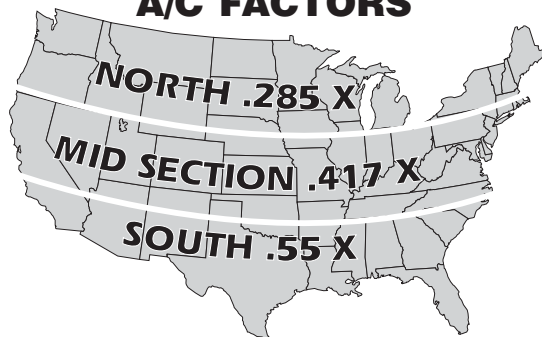 A/C FACTORS
NORTH .285 X
MID SECTION .417 X
SOUTH .55 X